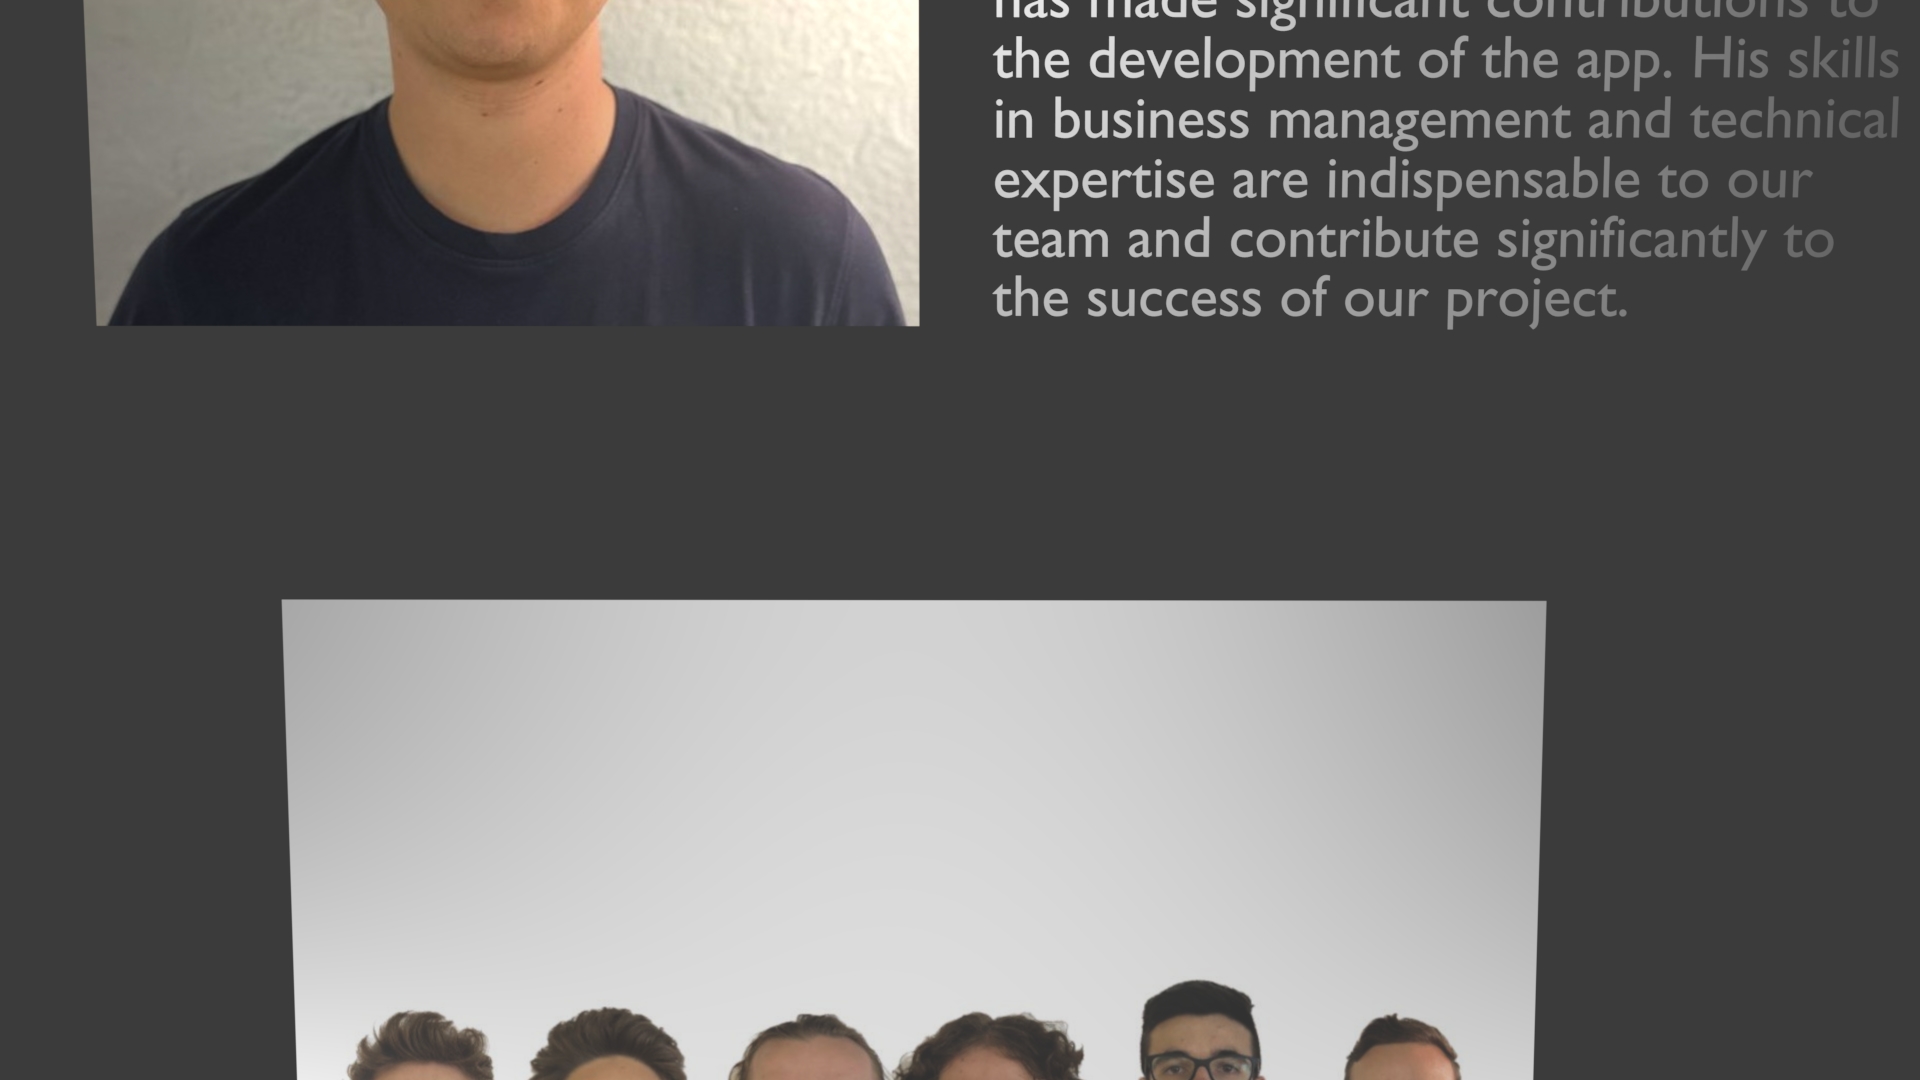 has made significant contributions to
the development of the app. His skills
in business management and technical
expertise are indispensable to our
team and contribute significantly to
the success of our project.